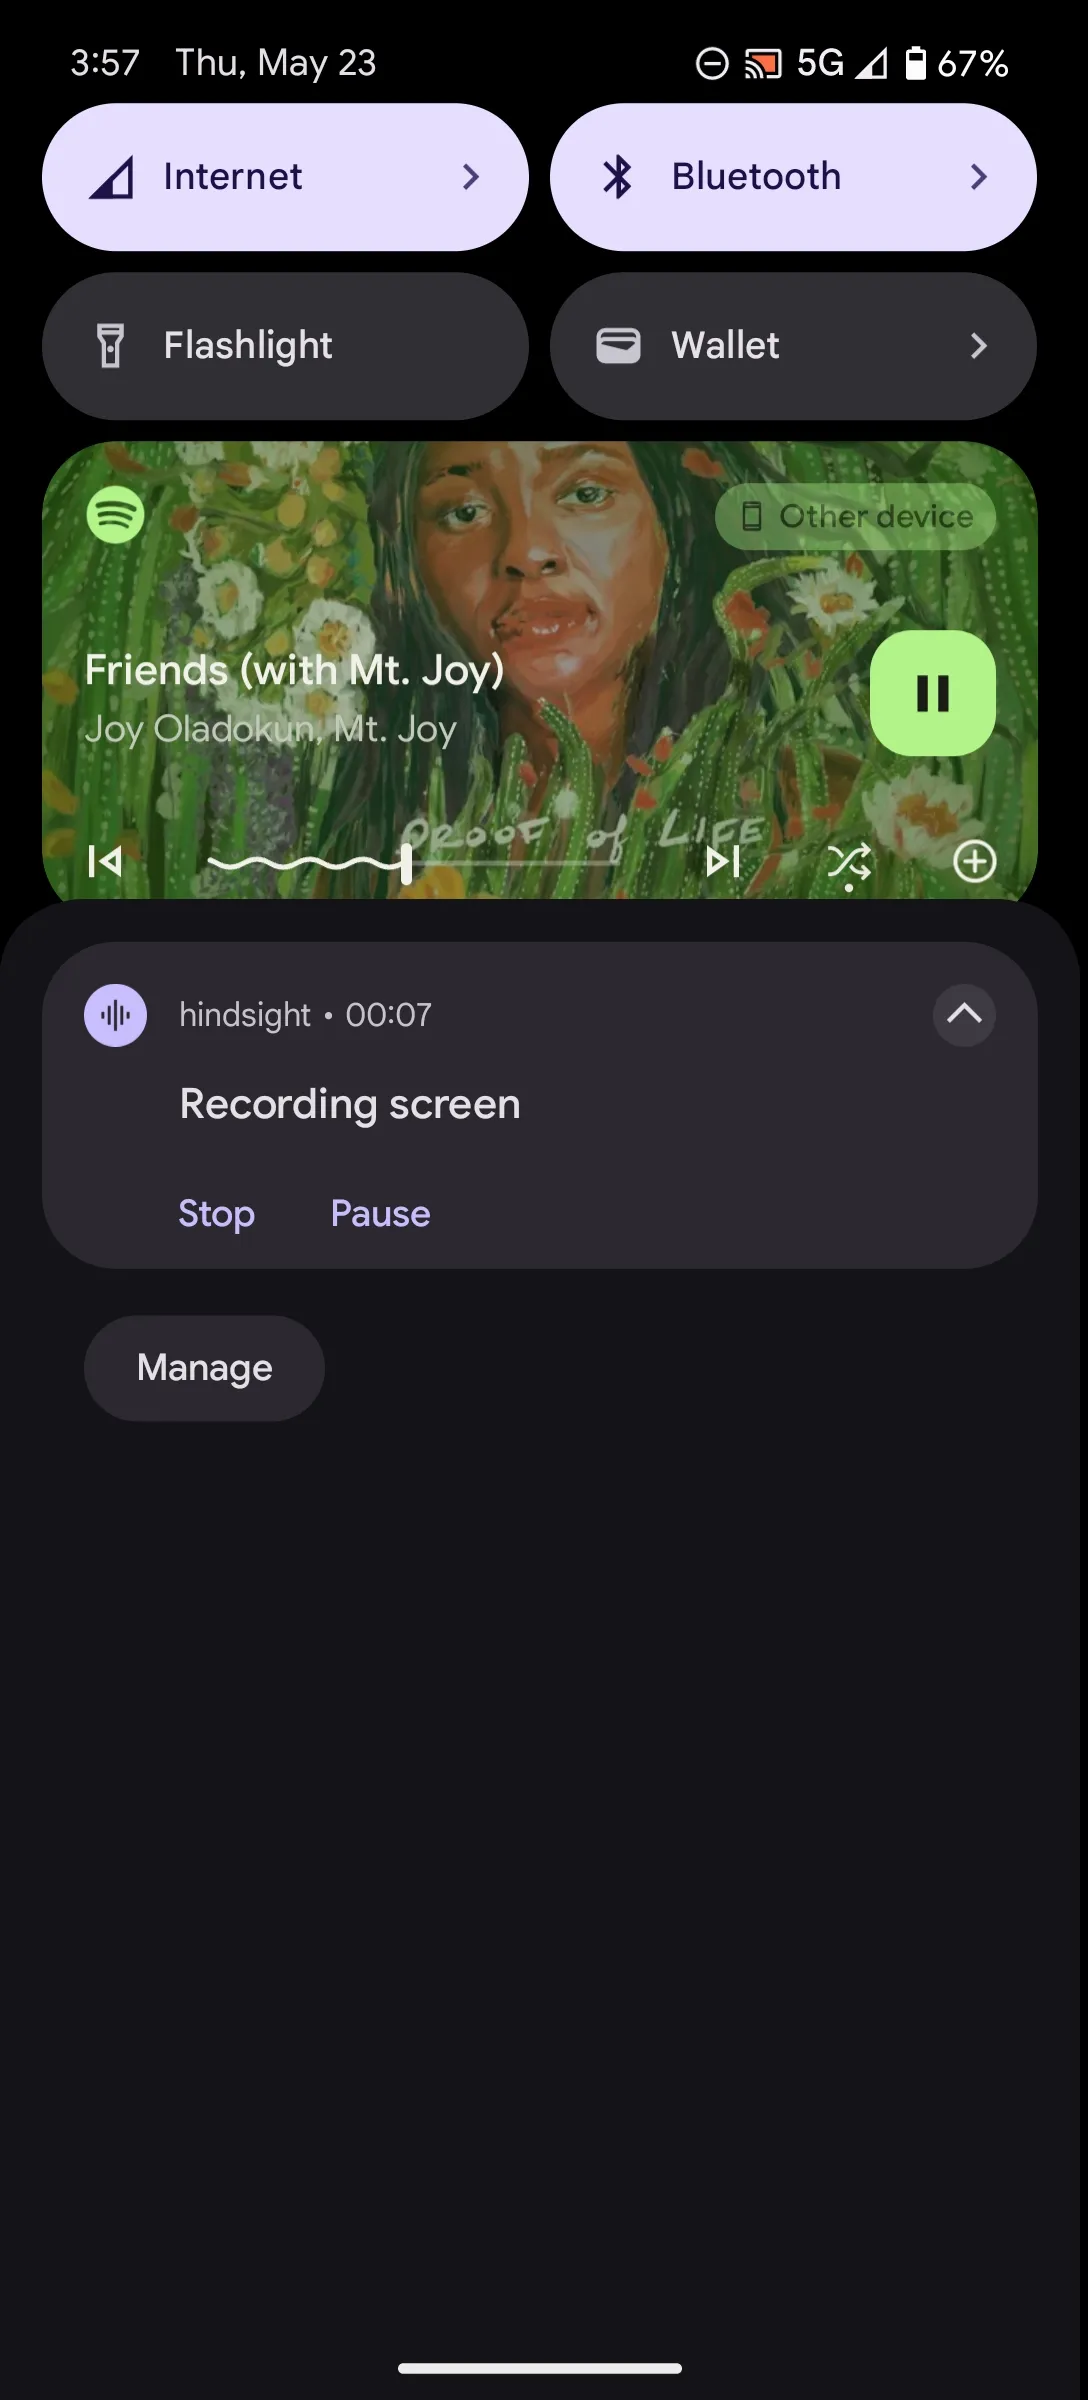 3:57 Thu, May 23 5G 67%
Internet Bluetooth
Flashlight Wallet
Other device
Friends (with Mt. Joy)
Joy Oladokun, Mt. Joy
PROOF of LIFE
hindsight • 00:07
Recording screen
Stop Pause
Manage